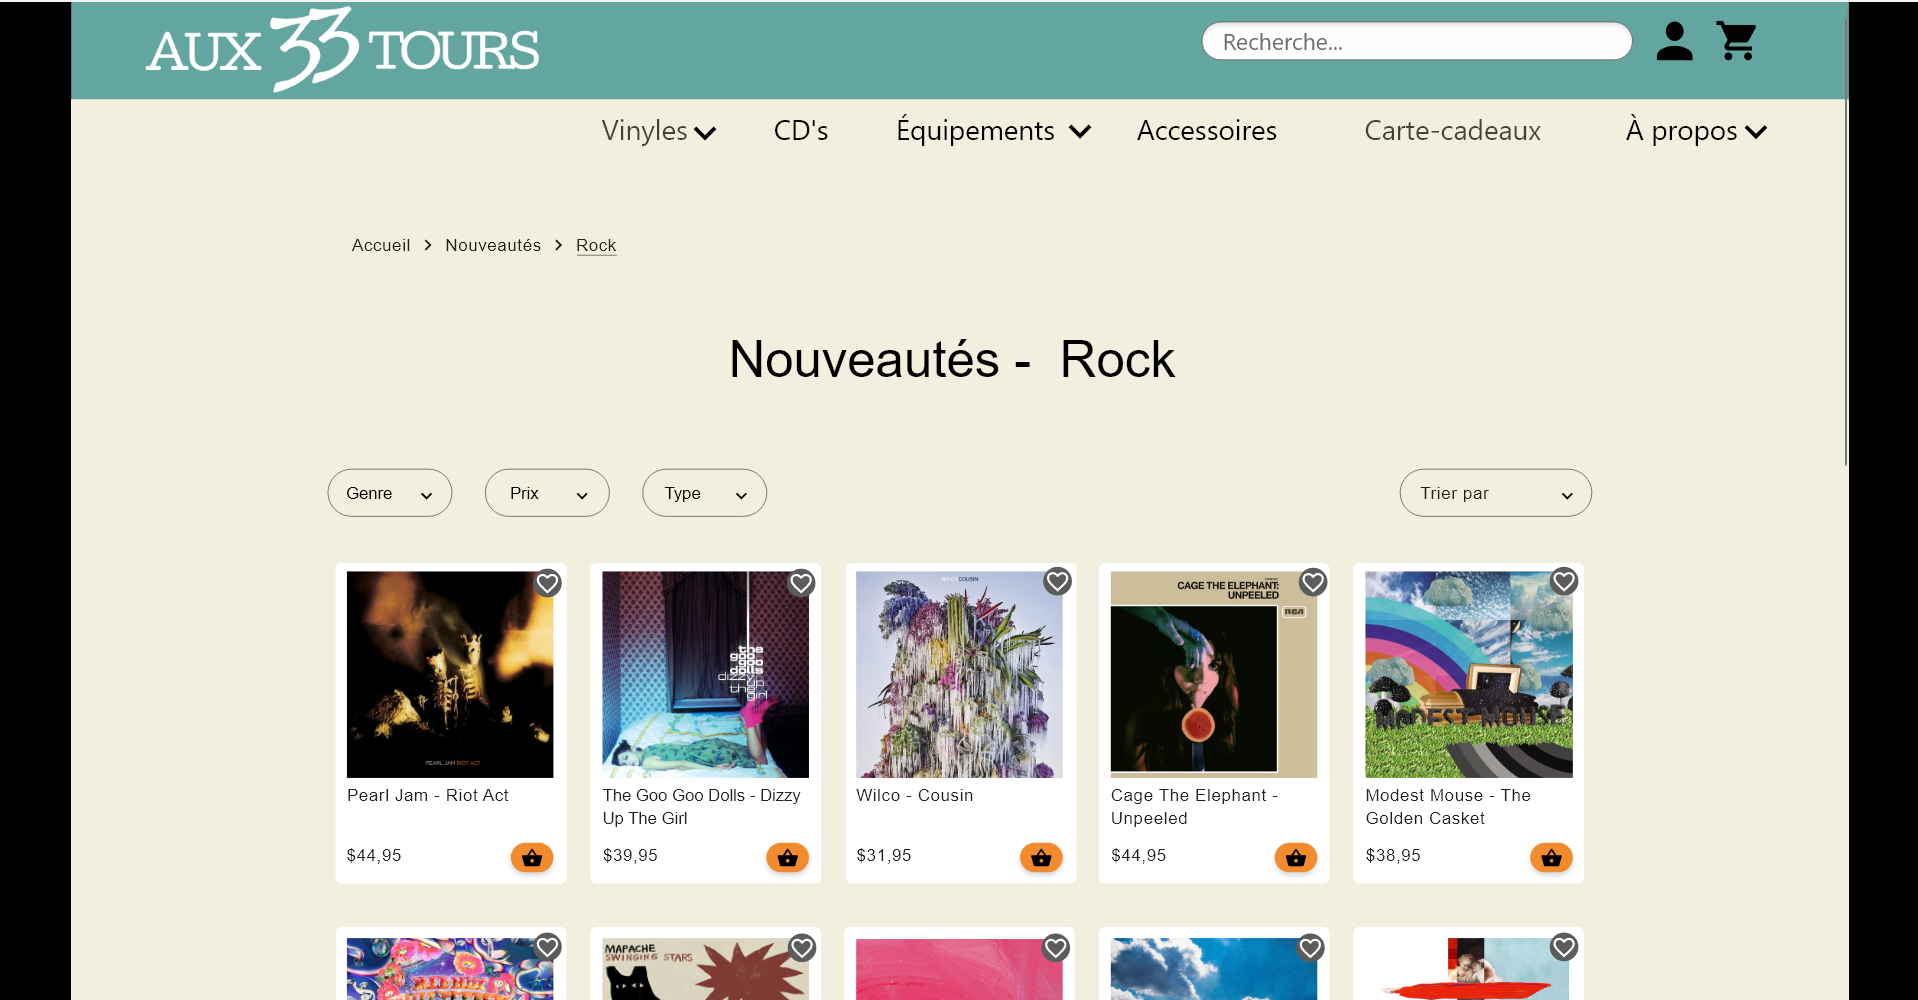 AUX 33 TOURS
Recherche...
Vinyles CD's Équipements Accessoires Carte-cadeaux À propos
Accueil > Nouveautés > Rock
Nouveautés - Rock
Genre Prix Type Trier par
PEARL JAM RIOT ACT
the
goo
goo
dolls
dizzy
up
the
girl
WILCO COUSIN
CAGE THE ELEPHANT:
UNPEELED
RCA
MODEST MOUSE
Pearl Jam - Riot Act
$44,95
The Goo Goo Dolls - Dizzy
Up The Girl
$39,95
Wilco - Cousin
$31,95
Cage The Elephant -
Unpeeled
$44,95
Modest Mouse - The
Golden Casket
$38,95
RED HOT
MAPACHE
SWINGING STARS